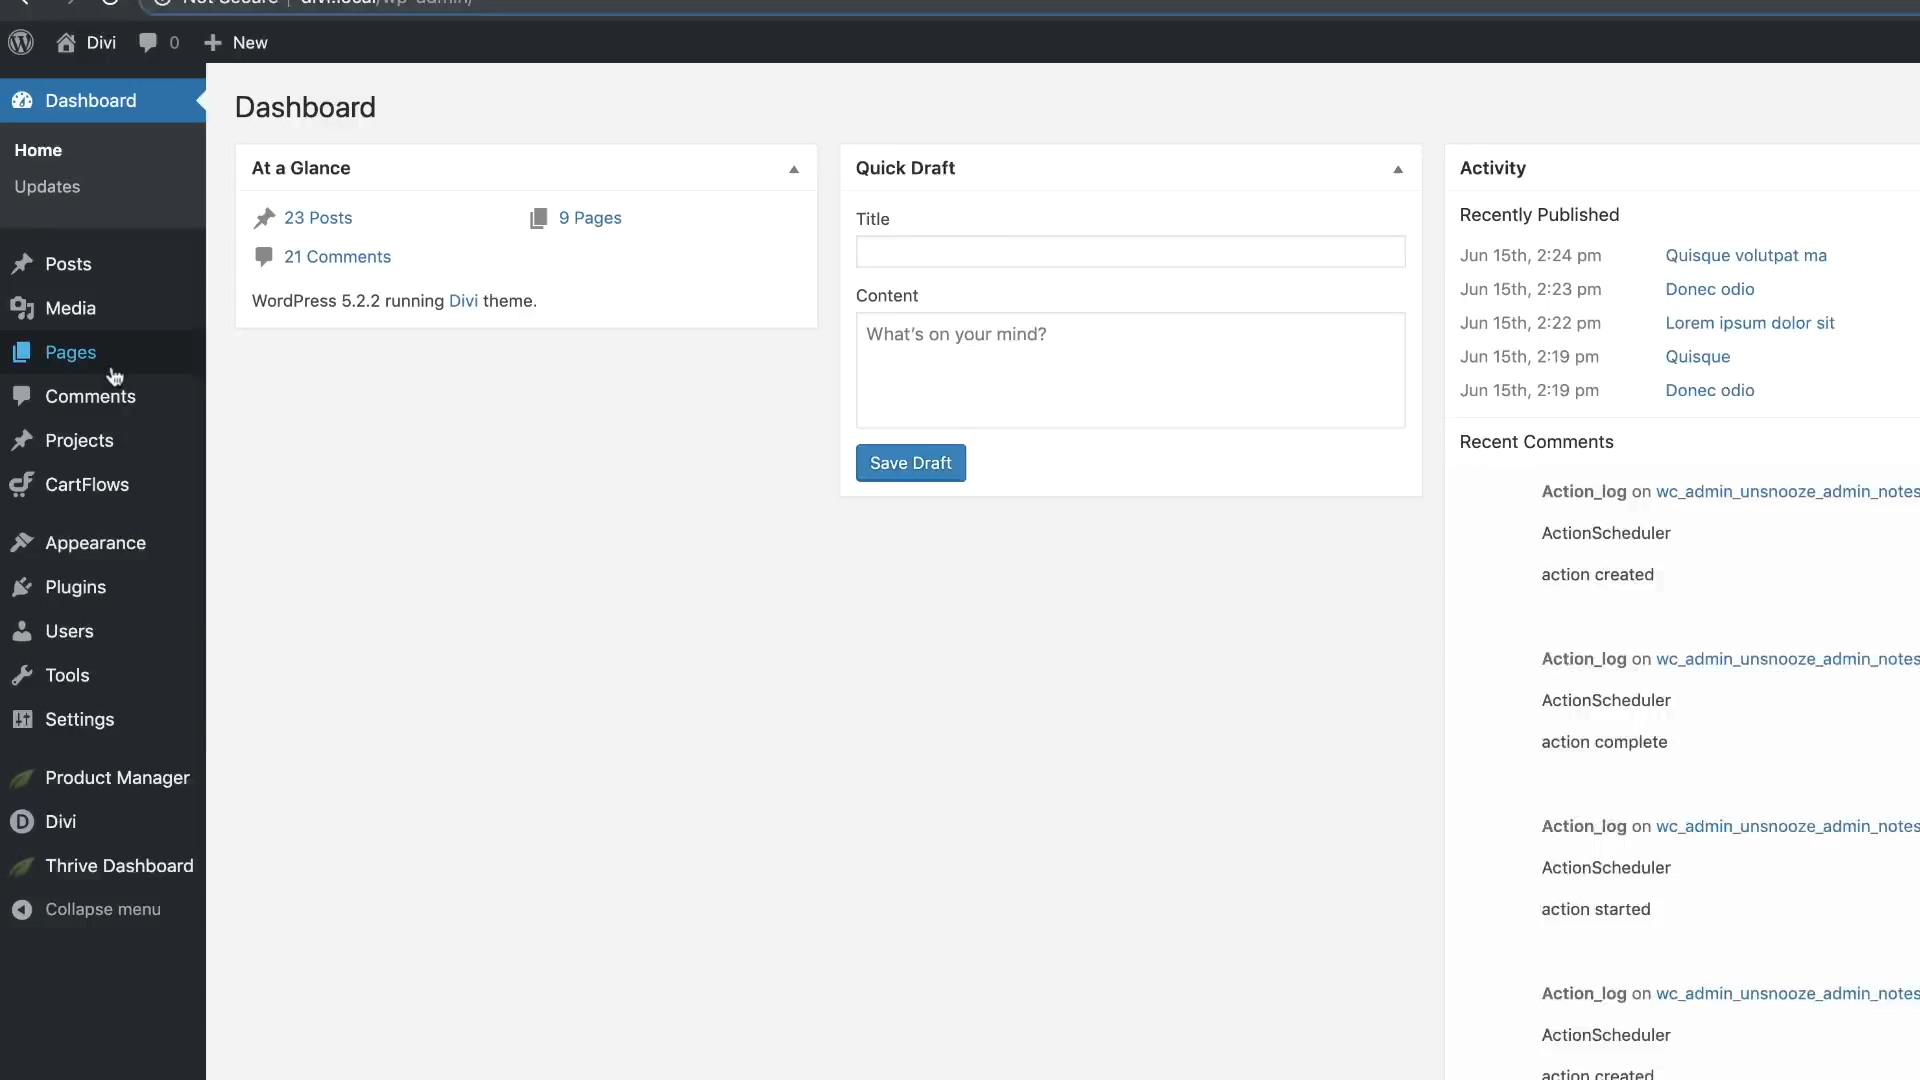 Not Secure | divi.local/wp-admin/
Divi 0 New
Dashboard
Home
Updates
Posts
Media
Pages
Comments
Projects
CartFlows
Appearance
Plugins
Users
Tools
Settings
Product Manager
Divi
Thrive Dashboard
Collapse menu
Dashboard
At a Glance
23 Posts
9 Pages
21 Comments
WordPress 5.2.2 running Divi theme.
Quick Draft
Title
Content
What's on your mind?
Save Draft
Activity
Recently Published
Jun 15th, 2:24 pm Quisque volutpat ma
Jun 15th, 2:23 pm Donec odio
Jun 15th, 2:22 pm Lorem ipsum dolor sit
Jun 15th, 2:19 pm Quisque
Jun 15th, 2:19 pm Donec odio
Recent Comments
Action_log on wc_admin_unsnooze_admin_notes
ActionScheduler
action created
Action_log on wc_admin_unsnooze_admin_notes
ActionScheduler
action complete
Action_log on wc_admin_unsnooze_admin_notes
ActionScheduler
action started
Action_log on wc_admin_unsnooze_admin_notes
ActionScheduler
action created